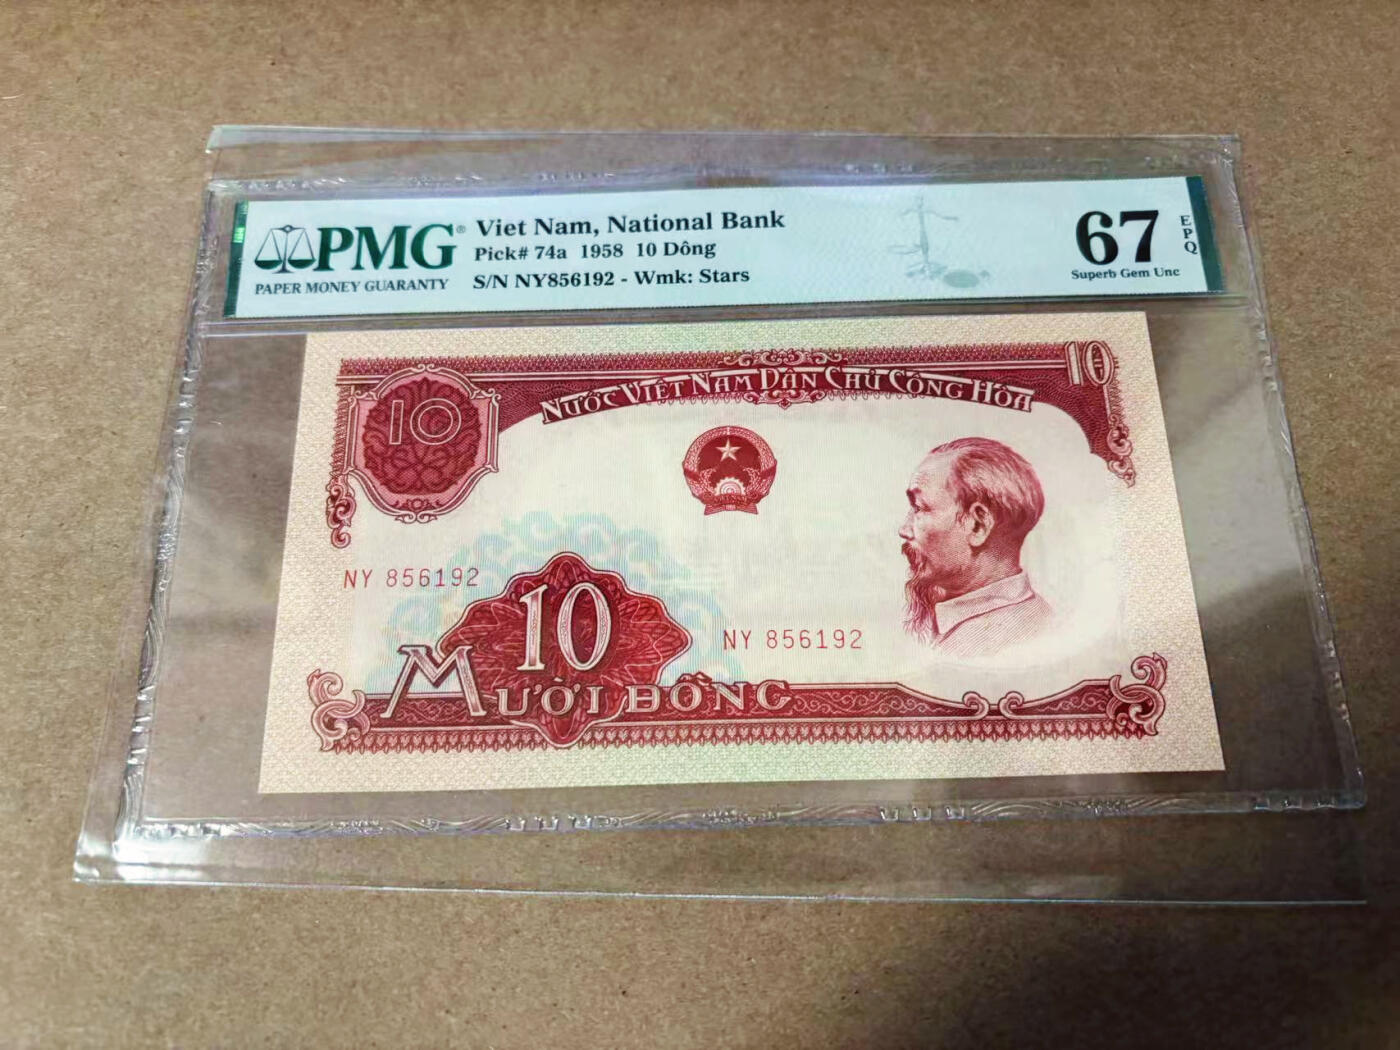 PMG®
PAPER MONEY GUARANTY
Viet Nam, National Bank
Pick# 74a 1958 10 Dông
S/N NY856192 - Wmk: Stars
67
EPQ
Superb Gem Unc
10
NƯỚC VIỆT NAM DÂN CHỦ CỘNG HÒA
10
NY 856192
10
NY 856192
MƯỜI ĐỒNG